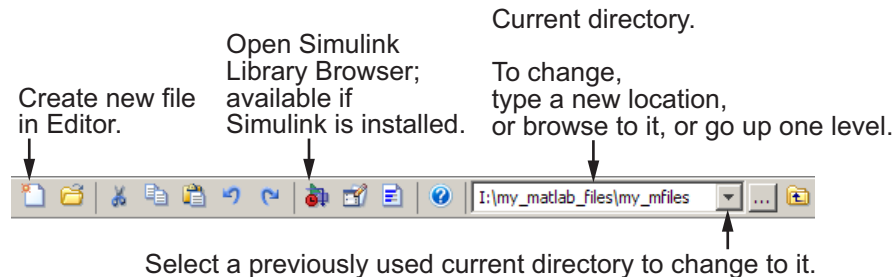 Current directory.
Open Simulink
Library Browser;
available if
Simulink is installed.
To change,
type a new location,
or browse to it, or go up one level.
Create new file
in Editor.
I:\my_matlab_files\my_mfiles
...
Select a previously used current directory to change to it.